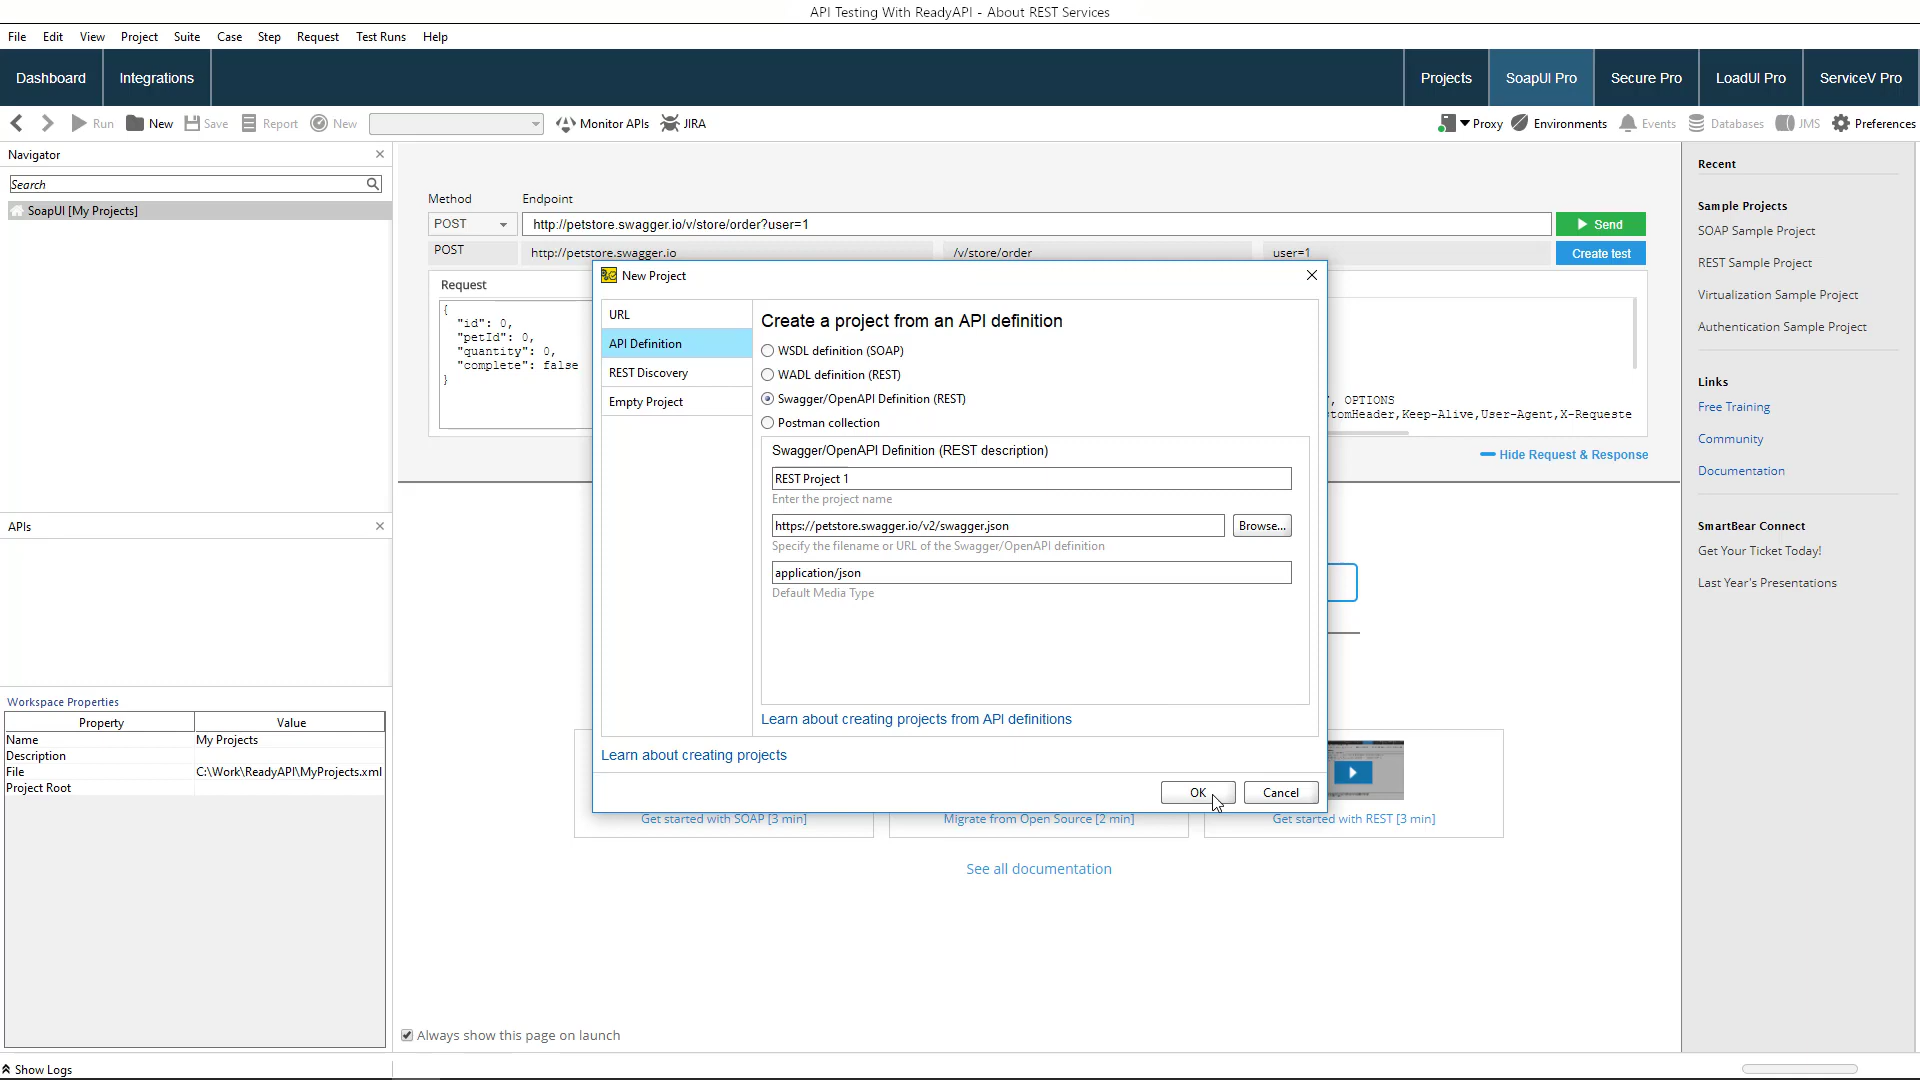 API Testing With ReadyAPI - About REST Services
File Edit View Project Suite Case Step Request Test Runs Help
Dashboard Integrations Projects SoapUI Pro Secure Pro LoadUI Pro ServiceV Pro
Run New Save Report New Monitor APIs JIRA Proxy Environments Events Databases JMS Preferences
Navigator
Search
SoapUI [My Projects]
APIs
Workspace Properties
Property Value
Name My Projects
Description
File C:\Work\ReadyAPI\MyProjects.xml
Project Root
Show Logs
Method Endpoint
POST http://petstore.swagger.io/v/store/order?user=1 Send
POST http://petstore.swagger.io /v/store/order user=1 Create test
Request
{
"id": 0,
"petId": 0,
"quantity": 0,
"complete": false
}
, OPTIONS
tomHeader,Keep-Alive,User-Agent,X-Requeste
Hide Request & Response
New Project
URL
API Definition
REST Discovery
Empty Project
Create a project from an API definition
WSDL definition (SOAP)
WADL definition (REST)
Swagger/OpenAPI Definition (REST)
Postman collection
Swagger/OpenAPI Definition (REST description)
REST Project 1
Enter the project name
https://petstore.swagger.io/v2/swagger.json Browse...
Specify the filename or URL of the Swagger/OpenAPI definition
application/json
Default Media Type
Learn about creating projects from API definitions
Learn about creating projects
OK Cancel
Get started with SOAP [3 min] Migrate from Open Source [2 min] Get started with REST [3 min]
See all documentation
Always show this page on launch
Recent
Sample Projects
SOAP Sample Project
REST Sample Project
Virtualization Sample Project
Authentication Sample Project
Links
Free Training
Community
Documentation
SmartBear Connect
Get Your Ticket Today!
Last Year's Presentations